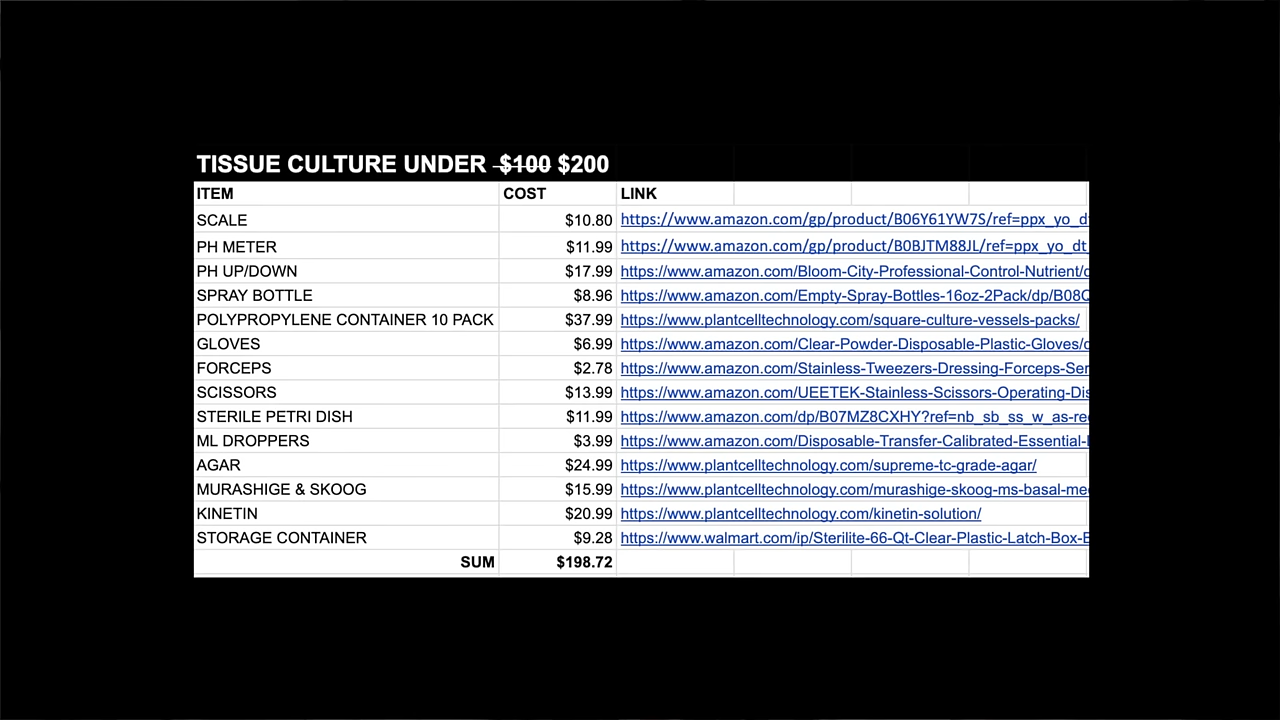 TISSUE CULTURE UNDER $100 $200
ITEM COST LINK
SCALE $10.80 https://www.amazon.com/gp/product/B06Y61YW7S/ref=ppx_yo_d
PH METER $11.99 https://www.amazon.com/gp/product/B0BJTM88JL/ref=ppx_yo_dt
PH UP/DOWN $17.99 https://www.amazon.com/Bloom-City-Professional-Control-Nutrient/
SPRAY BOTTLE $8.96 https://www.amazon.com/Empty-Spray-Bottles-16oz-2Pack/dp/B08
POLYPROPYLENE CONTAINER 10 PACK $37.99 https://www.plantcelltechnology.com/square-culture-vessels-packs/
GLOVES $6.99 https://www.amazon.com/Clear-Powder-Disposable-Plastic-Gloves/
FORCEPS $2.78 https://www.amazon.com/Stainless-Tweezers-Dressing-Forceps-Ser
SCISSORS $13.99 https://www.amazon.com/UEETEK-Stainless-Scissors-Operating-Dis
STERILE PETRI DISH $11.99 https://www.amazon.com/dp/B07MZ8CXHY?ref=nb_sb_ss_w_as-re
ML DROPPERS $3.99 https://www.amazon.com/Disposable-Transfer-Calibrated-Essential-
AGAR $24.99 https://www.plantcelltechnology.com/supreme-tc-grade-agar/
MURASHIGE & SKOOG $15.99 https://www.plantcelltechnology.com/murashige-skoog-ms-basal-me
KINETIN $20.99 https://www.plantcelltechnology.com/kinetin-solution/
STORAGE CONTAINER $9.28 https://www.walmart.com/ip/Sterilite-66-Qt-Clear-Plastic-Latch-Box-
SUM $198.72